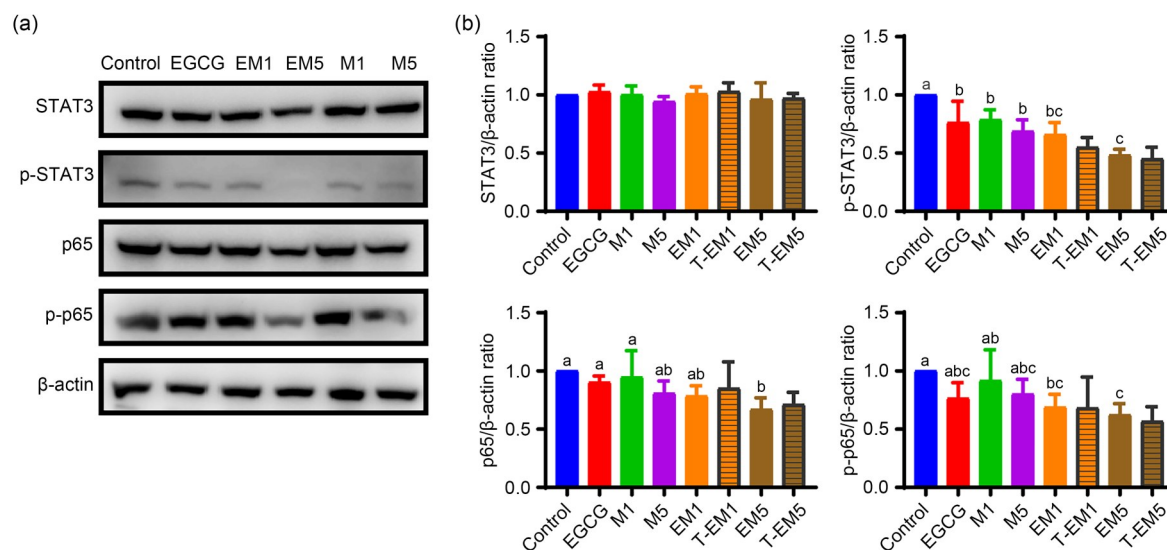 (a)
Control EGCG EM1 EM5 M1 M5
STAT3
p-STAT3
p65
p-p65
β-actin
(b)
STAT3/β-actin ratio
1.5
1.0
0.5
0.0
Control
EGCG
M1
M5
EM1
T-EM1
EM5
T-EM5
p-STAT3/β-actin ratio
1.5
1.0
0.5
0.0
a b b b bc c
Control
EGCG
M1
M5
EM1
T-EM1
EM5
T-EM5
p65/β-actin ratio
1.5
1.0
0.5
0.0
a a a ab ab b
Control
EGCG
M1
M5
EM1
T-EM1
EM5
T-EM5
p-p65/β-actin ratio
1.5
1.0
0.5
0.0
a abc ab abc bc c
Control
EGCG
M1
M5
EM1
T-EM1
EM5
T-EM5